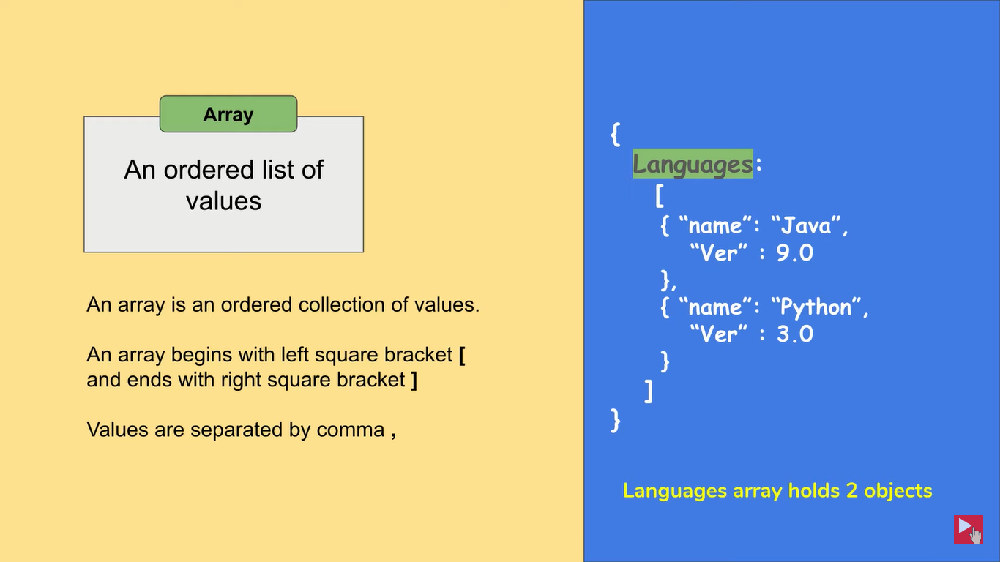 Array
An ordered list of
values
An array is an ordered collection of values.
An array begins with left square bracket [
and ends with right square bracket ]
Values are separated by comma ,
{
Languages:
[
{ “name”: “Java”,
“Ver” : 9.0
},
{ “name”: “Python”,
“Ver” : 3.0
}
]
}
Languages array holds 2 objects